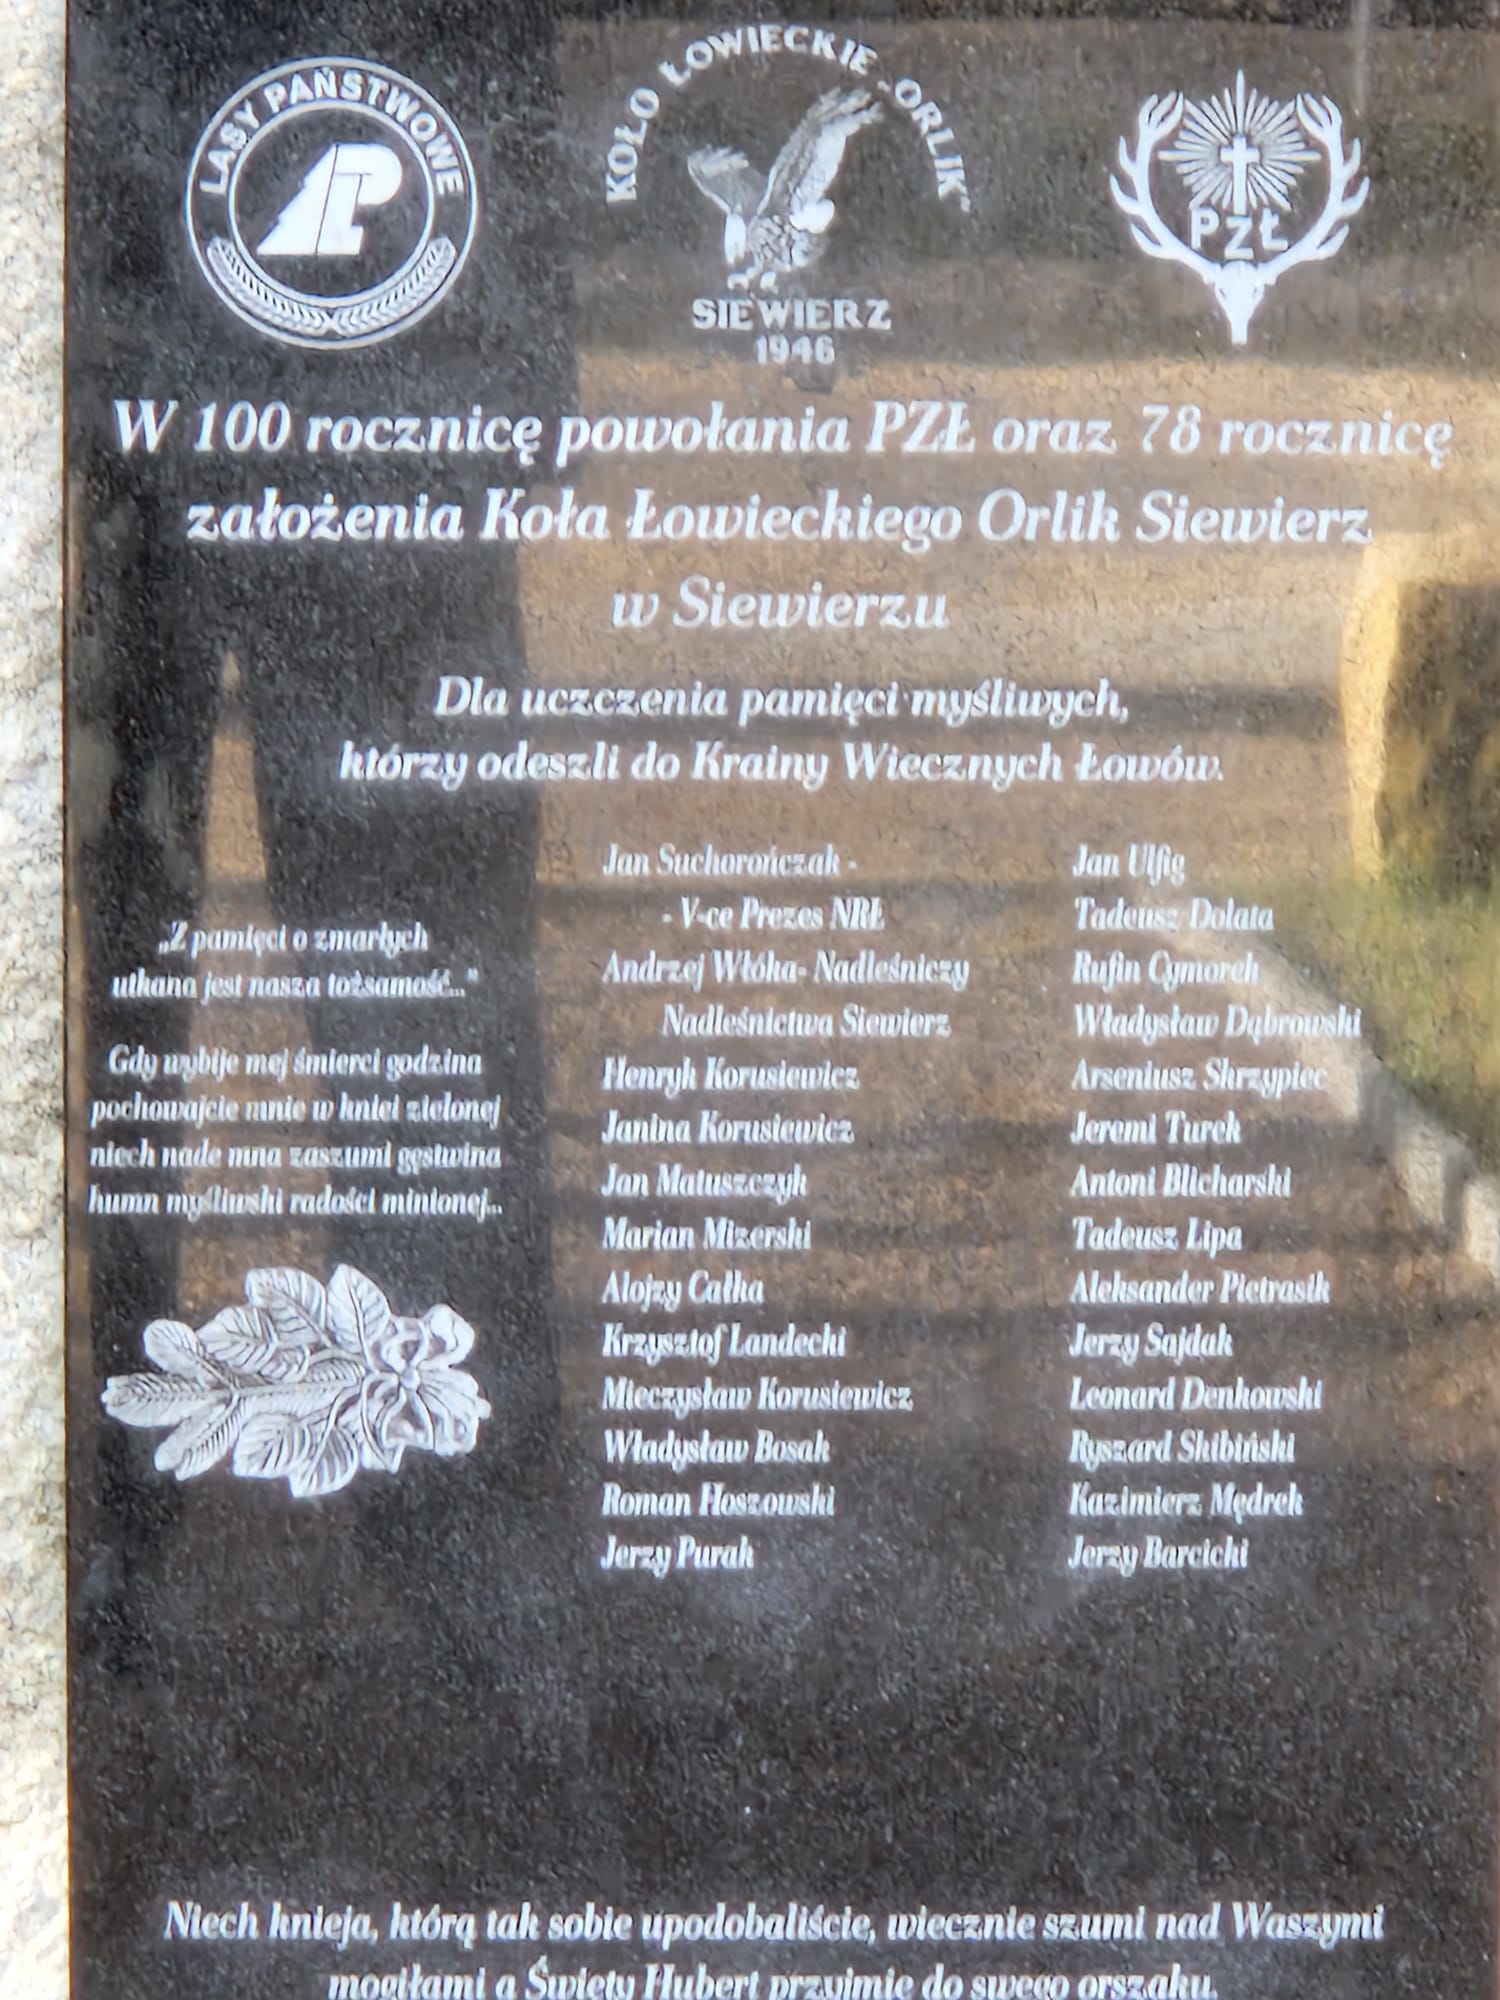 LASY PAŃSTWOWE
KOŁO ŁOWIECKIE „ORLIK”
SIEWIERZ
1946
PZŁ
W 100 rocznicę powołania PZŁ oraz 78 rocznicę
założenia Koła Łowieckiego Orlik Siewierz
w Siewierzu
Dla uczczenia pamięci myśliwych,
którzy odeszli do Krainy Wiecznych Łowów.
„Z pamięci o zmarłych
utkana jest nasza tożsamość...”
Gdy wybije mej śmierci godzina
pochowajcie mnie w kniei zielonej
niech nade mna zaszumi gęstwina
humn myśliwski radości minionej...
Jan Suchorończak -
- V-ce Prezes NRŁ
Andrzej Włóka- Nadleśniczy
Nadleśnictwa Siewierz
Henryk Korusiewicz
Janina Korusiewicz
Jan Matuszczyk
Marian Mizerski
Alojzy Całka
Krzysztof Landecki
Mieczysław Korusiewicz
Władysław Bosak
Roman Hoszowski
Jerzy Purak
Jan Ulfig
Tadeusz Dolata
Rufin Cymorek
Władysław Dąbrowski
Arseniusz Skrzypiec
Jeremi Turek
Antoni Blicharski
Tadeusz Lipa
Aleksander Pietrasik
Jerzy Sajdak
Leonard Denkowski
Ryszard Skibiński
Kazimierz Mędrek
Jerzy Barcicki
Niech knieja, którą tak sobie upodobaliście, wiecznie szumi nad Waszymi
mogiłami a Święty Hubert przyjmie do swego orszaku.